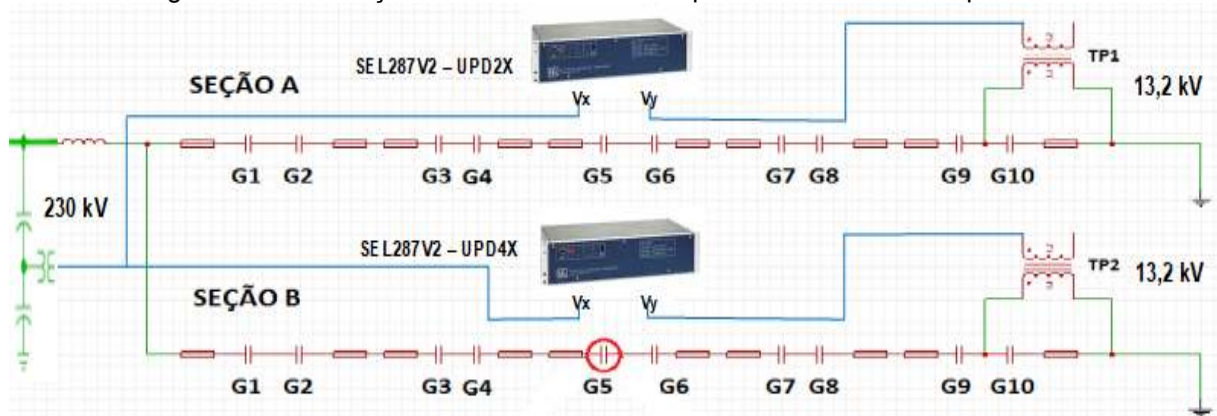 SEL287V2 – UPD2X
SEÇÃO A
Vx Vy
TP1
13,2 kV
G1 G2 G3 G4 G5 G6 G7 G8 G9 G10
230 kV
SEL287V2 – UPD4X
SEÇÃO B
Vx Vy
TP2
13,2 kV
G1 G2 G3 G4 G5 G6 G7 G8 G9 G10